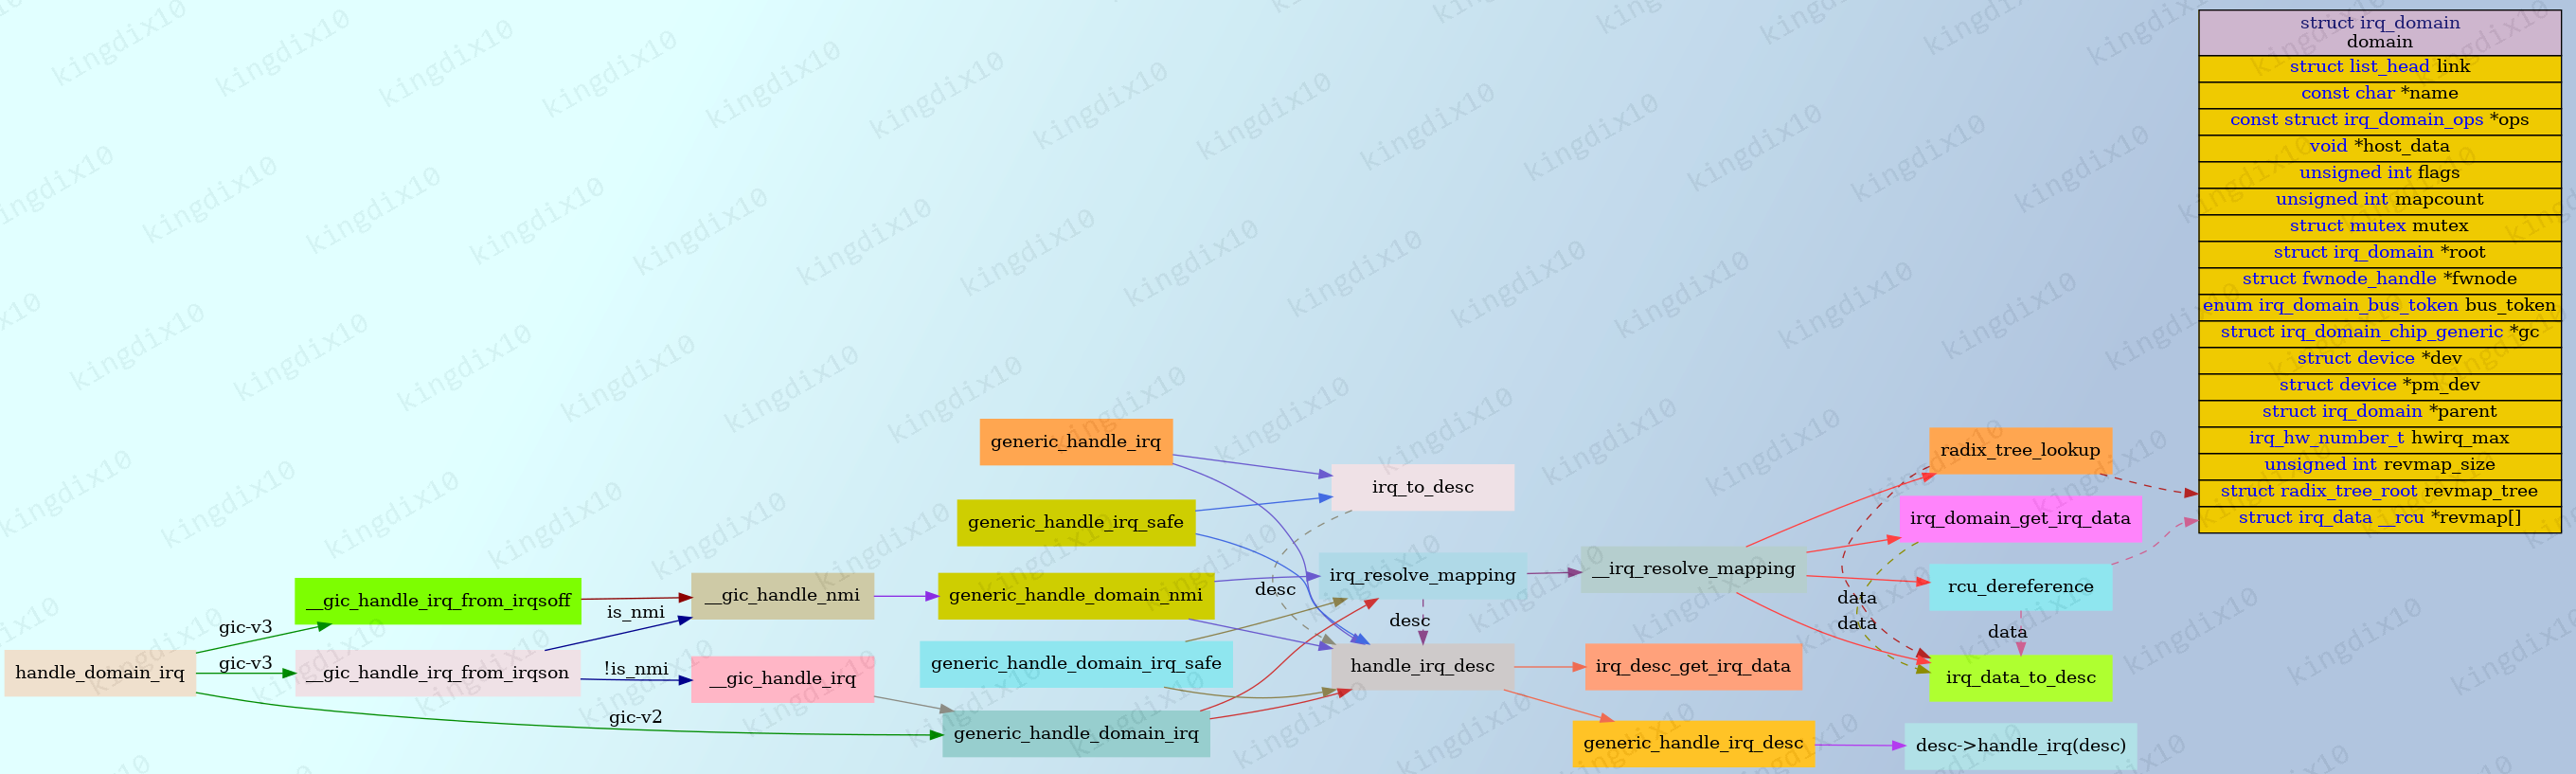 handle_domain_irq
gic-v3
gic-v3
gic-v2
__gic_handle_irq_from_irqsoff
__gic_handle_irq_from_irqson
is_nmi
!is_nmi
__gic_handle_nmi
__gic_handle_irq
generic_handle_irq
generic_handle_irq_safe
generic_handle_domain_nmi
generic_handle_domain_irq_safe
generic_handle_domain_irq
desc
irq_to_desc
irq_resolve_mapping
desc
handle_irq_desc
__irq_resolve_mapping
irq_desc_get_irq_data
generic_handle_irq_desc
data
data
radix_tree_lookup
irq_domain_get_irq_data
rcu_dereference
data
irq_data_to_desc
desc->handle_irq(desc)
struct irq_domain
domain
struct list_head link
const char *name
const struct irq_domain_ops *ops
void *host_data
unsigned int flags
unsigned int mapcount
struct mutex mutex
struct irq_domain *root
struct fwnode_handle *fwnode
enum irq_domain_bus_token bus_token
struct irq_domain_chip_generic *gc
struct device *dev
struct device *pm_dev
struct irq_domain *parent
irq_hw_number_t hwirq_max
unsigned int revmap_size
struct radix_tree_root revmap_tree
struct irq_data __rcu *revmap[]
kingdix10